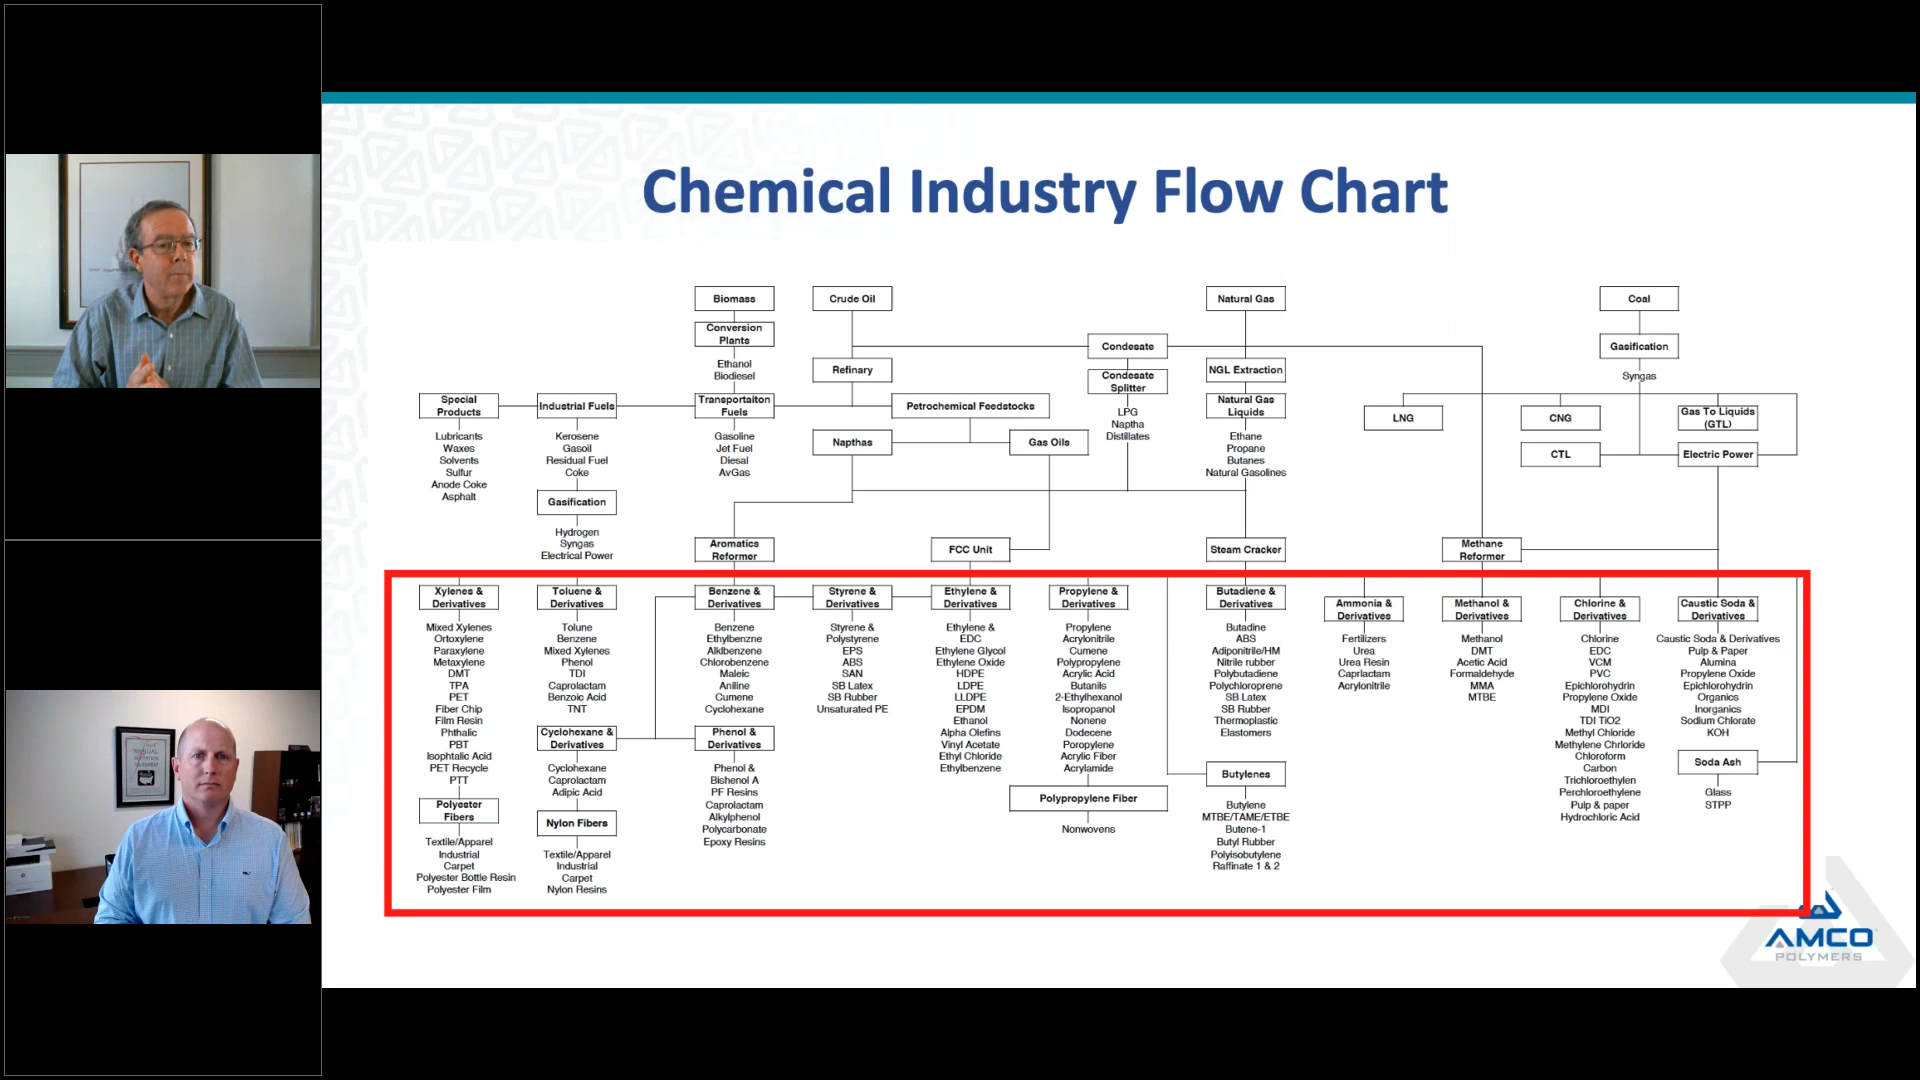 Chemical Industry Flow Chart
Biomass
Crude Oil
Natural Gas
Coal
Conversion
Plants
Ethanol
Biodiesel
Refinary
Condesate
Condesate
Splitter
LPG
Naptha
Distillates
NGL Extraction
Natural Gas
Liquids
Ethane
Propane
Butanes
Natural Gasolines
Gasification
Syngas
Special
Products
Lubricants
Waxes
Solvents
Sulfur
Anode Coke
Asphalt
Industrial Fuels
Kerosene
Gasoil
Residual Fuel
Coke
Gasification
Hydrogen
Syngas
Electrical Power
Transportaiton
Fuels
Gasoline
Jet Fuel
Diesal
AvGas
Petrochemical Feedstocks
Napthas
Gas Oils
LNG
CNG
Gas To Liquids
(GTL)
CTL
Electric Power
Aromatics
Reformer
FCC Unit
Steam Cracker
Methane
Reformer
Xylenes &
Derivatives
Mixed Xylenes
Ortoxylene
Paraxylene
Metaxylene
DMT
TPA
PET
Fiber Chip
Film Resin
Phthalic
PBT
Isophtalic Acid
PET Recycle
PTT
Polyester
Fibers
Textile/Apparel
Industrial
Carpet
Polyester Bottle Resin
Polyester Film
Toluene &
Derivatives
Tolune
Benzene
Mixed Xylenes
Phenol
TDI
Caprolactam
Benzoic Acid
TNT
Cyclohexane &
Derivatives
Cyclohexane
Caprolactam
Adipic Acid
Nylon Fibers
Textile/Apparel
Industrial
Carpet
Nylon Resins
Benzene &
Derivatives
Benzene
Ethylbenzne
Alklbenzene
Chlorobenzene
Maleic
Aniline
Cumene
Cyclohexane
Phenol &
Derivatives
Phenol &
Bishenol A
PF Resins
Caprolactam
Alkylphenol
Polycarbonate
Epoxy Resins
Styrene &
Derivatives
Styrene &
Polystyrene
EPS
ABS
SAN
SB Latex
SB Rubber
Unsaturated PE
Ethylene &
Derivatives
Ethylene &
EDC
Ethylene Glycol
Ethylene Oxide
HDPE
LDPE
LLDPE
EPDM
Ethanol
Alpha Olefins
Vinyl Acetate
Ethyl Chloride
Ethylbenzene
Propylene &
Derivatives
Propylene
Acrylonitrile
Cumene
Polypropylene
Acrylic Acid
Butanils
2-Ethylhexanol
Isopropanol
Nonene
Dodecene
Poropylene
Acrylic Fiber
Acrylamide
Polypropylene Fiber
Nonwovens
Butadiene &
Derivatives
Butadine
ABS
Adiponitrile/HM
Nitrile rubber
Polybutadiene
Polychloroprene
SB Latex
SB Rubber
Thermoplastic
Elastomers
Butylenes
Butylene
MTBE/TAME/ETBE
Butene-1
Butyl Rubber
Polyisobutylene
Raffinate 1 & 2
Ammonia &
Derivatives
Fertilizers
Urea
Urea Resin
Caprlactam
Acrylonitrile
Methanol &
Derivatives
Methanol
DMT
Acetic Acid
Formaldehyde
MMA
MTBE
Chlorine &
Derivatives
Chlorine
EDC
VCM
PVC
Epichlorohydrin
Propylene Oxide
MDI
TDI TiO2
Methyl Chloride
Methylene Chrloride
Chloroform
Carbon
Trichloroethylen
Perchloroethylene
Pulp & paper
Hydrochloric Acid
Caustic Soda &
Derivatives
Caustic Soda & Derivatives
Pulp & Paper
Alumina
Propylene Oxide
Epichlorohydrin
Organics
Inorganics
Sodium Chlorate
KOH
Soda Ash
Glass
STPP
AMCO
POLYMERS